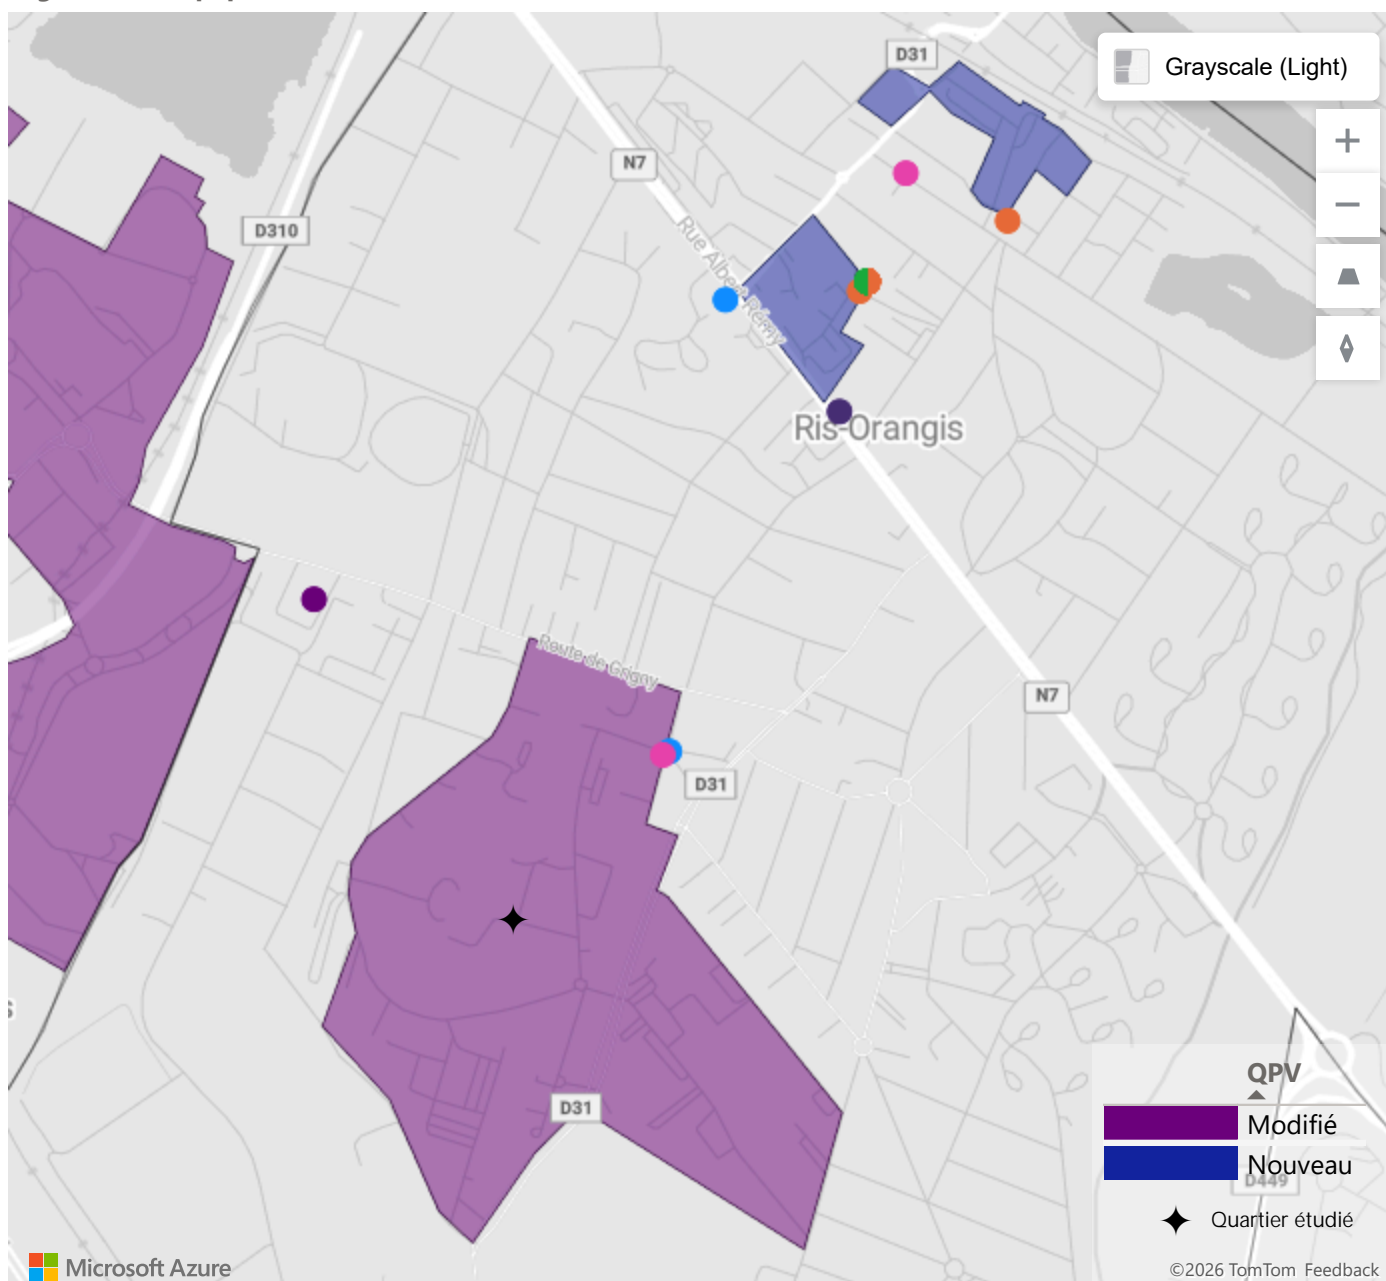 D31
Grayscale (Light)
N7
D310
Rue Albert Rémy
Ris-Orangis
Route de Grigny
N7
D31
s
D31
QPV
Modifié
Nouveau
D449
Quartier étudié
Microsoft Azure
©2026 TomTom Feedback